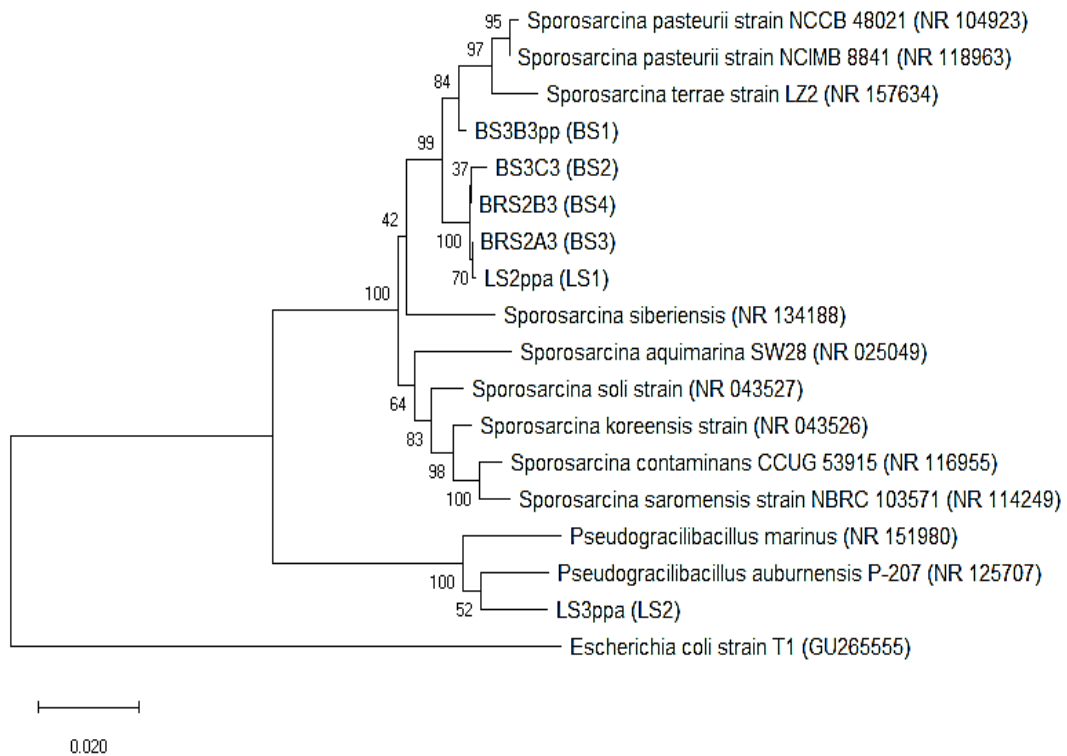 95
Sporosarcina pasteurii strain NCCB 48021 (NR 104923)
97
Sporosarcina pasteurii strain NCIMB 8841 (NR 118963)
84
Sporosarcina terrae strain LZ2 (NR 157634)
99
BS3B3pp (BS1)
37
BS3C3 (BS2)
42
BRS2B3 (BS4)
100
BRS2A3 (BS3)
70
LS2ppa (LS1)
100
Sporosarcina siberiensis (NR 134188)
Sporosarcina aquimarina SW28 (NR 025049)
64
Sporosarcina soli strain (NR 043527)
83
Sporosarcina koreensis strain (NR 043526)
98
Sporosarcina contaminans CCUG 53915 (NR 116955)
100
Sporosarcina saromensis strain NBRC 103571 (NR 114249)
Pseudogracilibacillus marinus (NR 151980)
100
Pseudogracilibacillus auburnensis P-207 (NR 125707)
52
LS3ppa (LS2)
Escherichia coli strain T1 (GU265555)
0.020